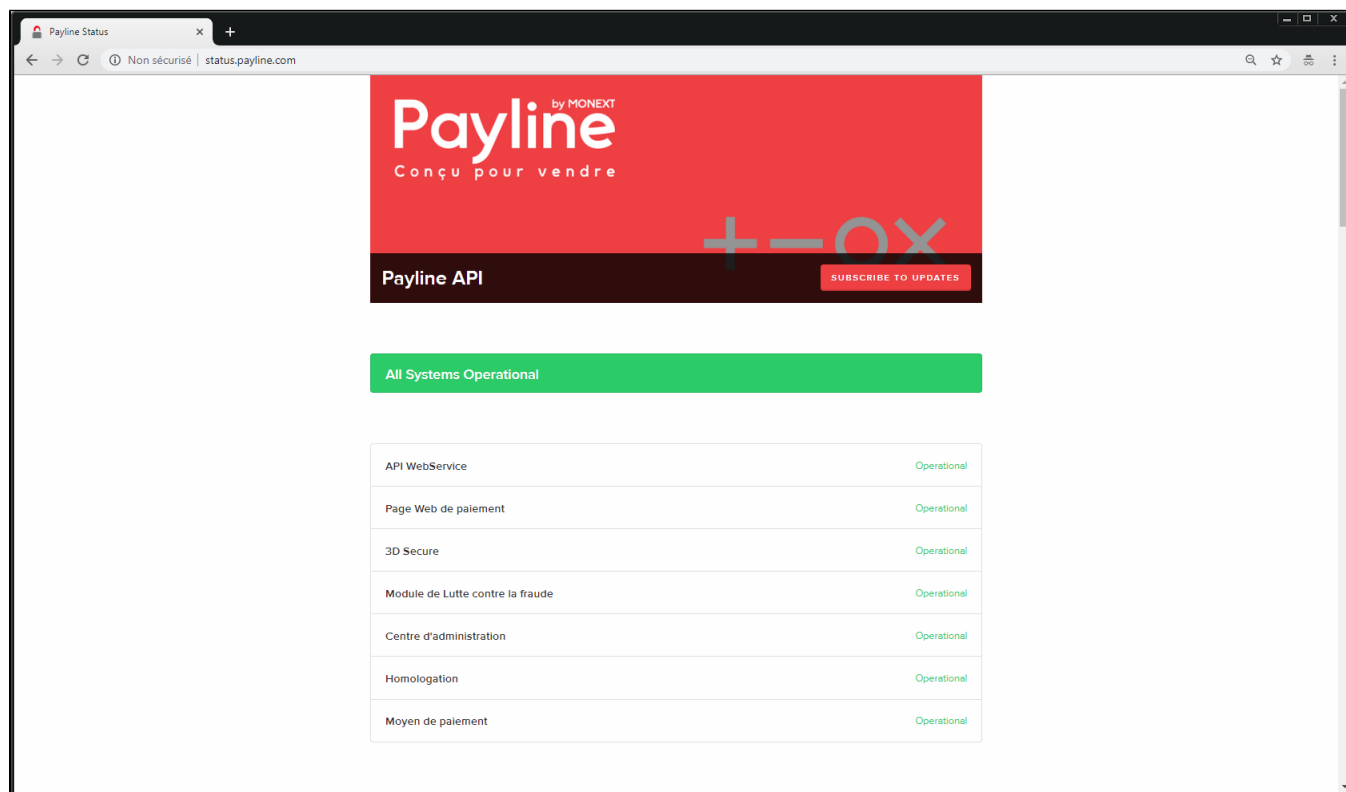 Payline Status
Non sécurisé | status.payline.com
by MONEXT
Payline
Conçu pour vendre
Payline API
SUBSCRIBE TO UPDATES
All Systems Operational
API WebService Operational
Page Web de paiement Operational
3D Secure Operational
Module de Lutte contre la fraude Operational
Centre d'administration Operational
Homologation Operational
Moyen de paiement Operational